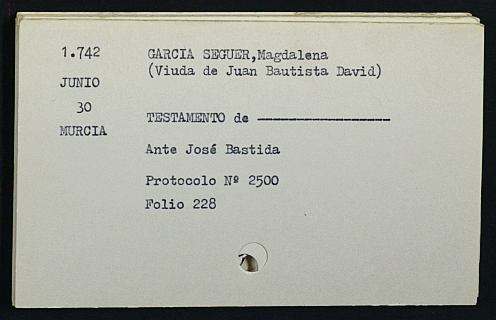 1.742 GARCIA SEGUER,Magdalena
(Viuda de Juan Bautista David)
JUNIO
30
TESTAMENTO de ------------------
MURCIA
Ante José Bastida
Protocolo Nº 2500
Folio 228